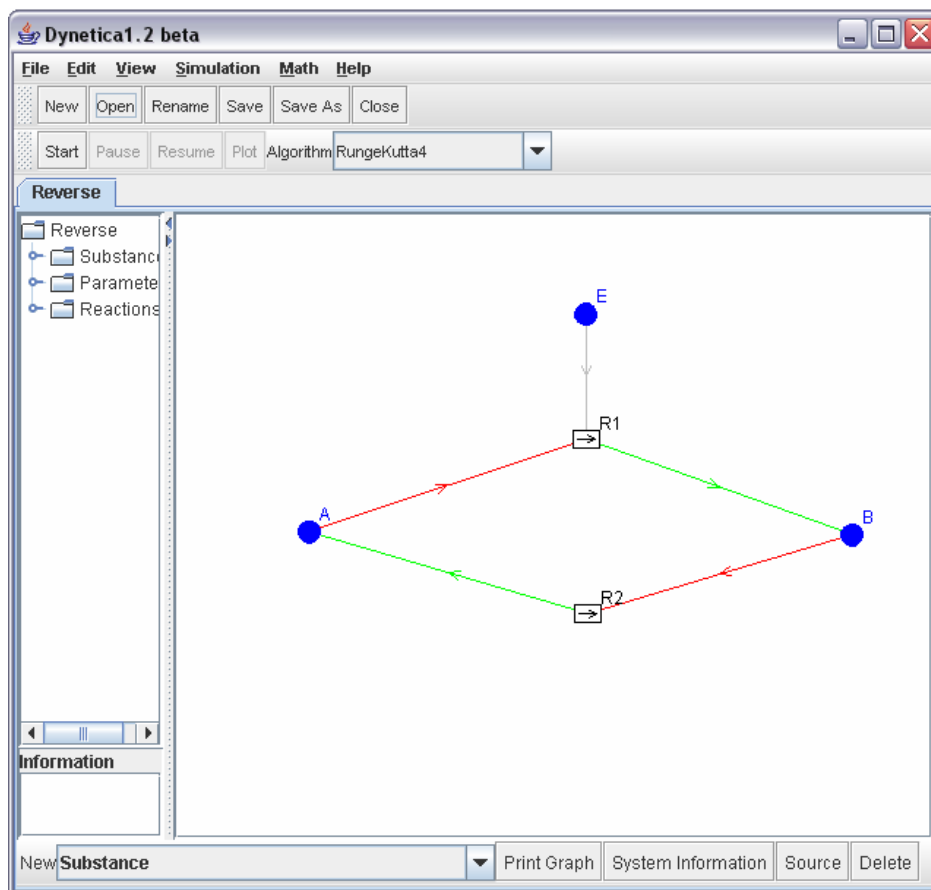 Dynetica1.2 beta
File Edit View Simulation Math Help
New Open Rename Save Save As Close
Start Pause Resume Plot Algorithm RungeKutta4
Reverse
Reverse
Substanc
Paramete
Reactions
E
R1
A
B
R2
Information
New Substance Print Graph System Information Source Delete